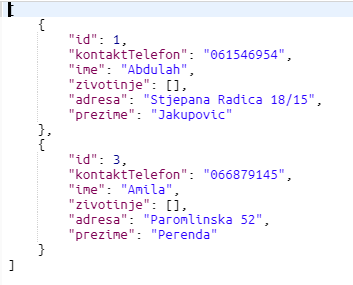 [
{
"id": 1,
"kontaktTelefon": "061546954",
"ime": "Abdulah",
"zivotinje": [],
"adresa": "Stjepana Radica 18/15",
"prezime": "Jakupovic"
},
{
"id": 3,
"kontaktTelefon": "066879145",
"ime": "Amila",
"zivotinje": [],
"adresa": "Paromlinska 52",
"prezime": "Perenda"
}
]